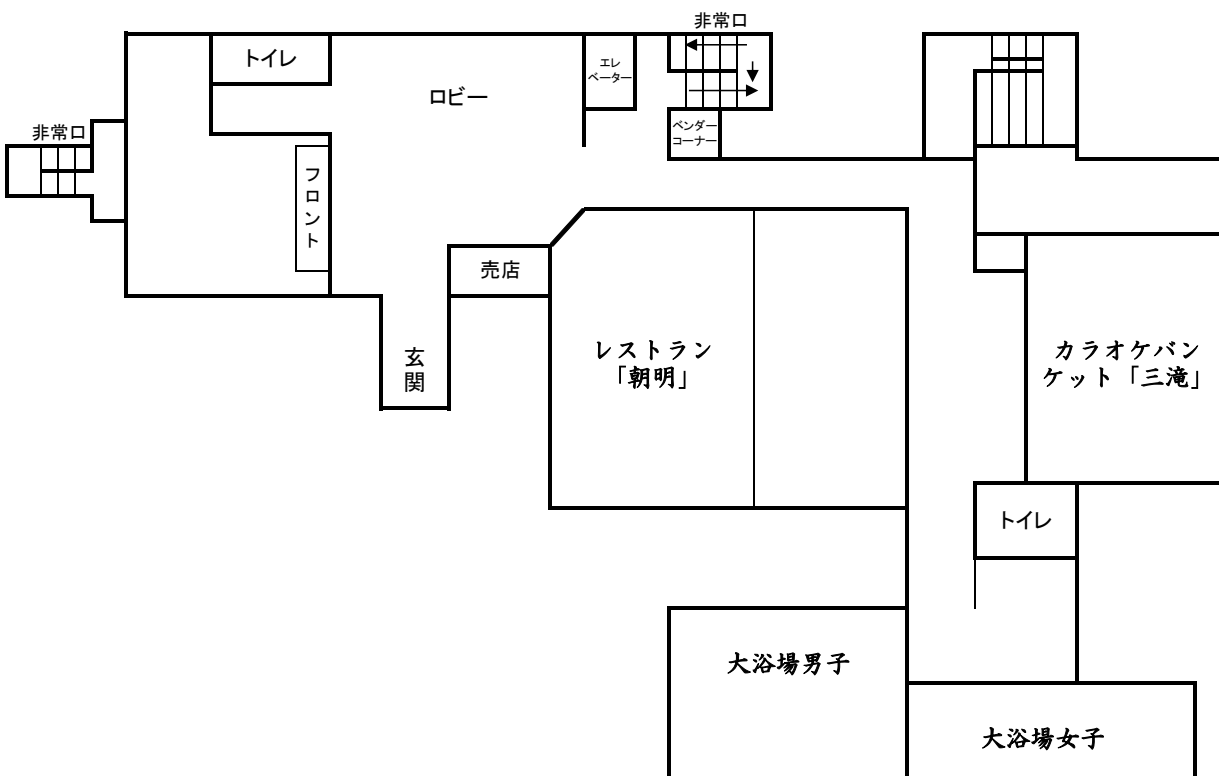 非常口
トイレ
エレ
ベーター
ロビー
ベンダー
コーナー
非常口
フロント
売店
玄関
レストラン
「朝明」
カラオケバン
ケット「三滝」
トイレ
大浴場男子
大浴場女子